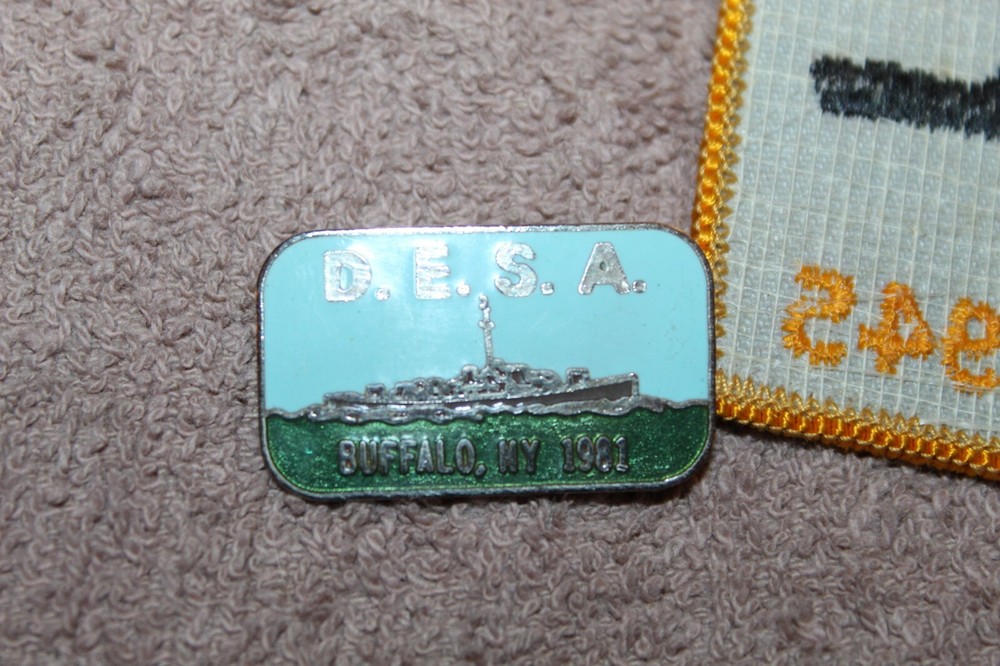 D. E. S. A.
BUFFALO, NY 1981